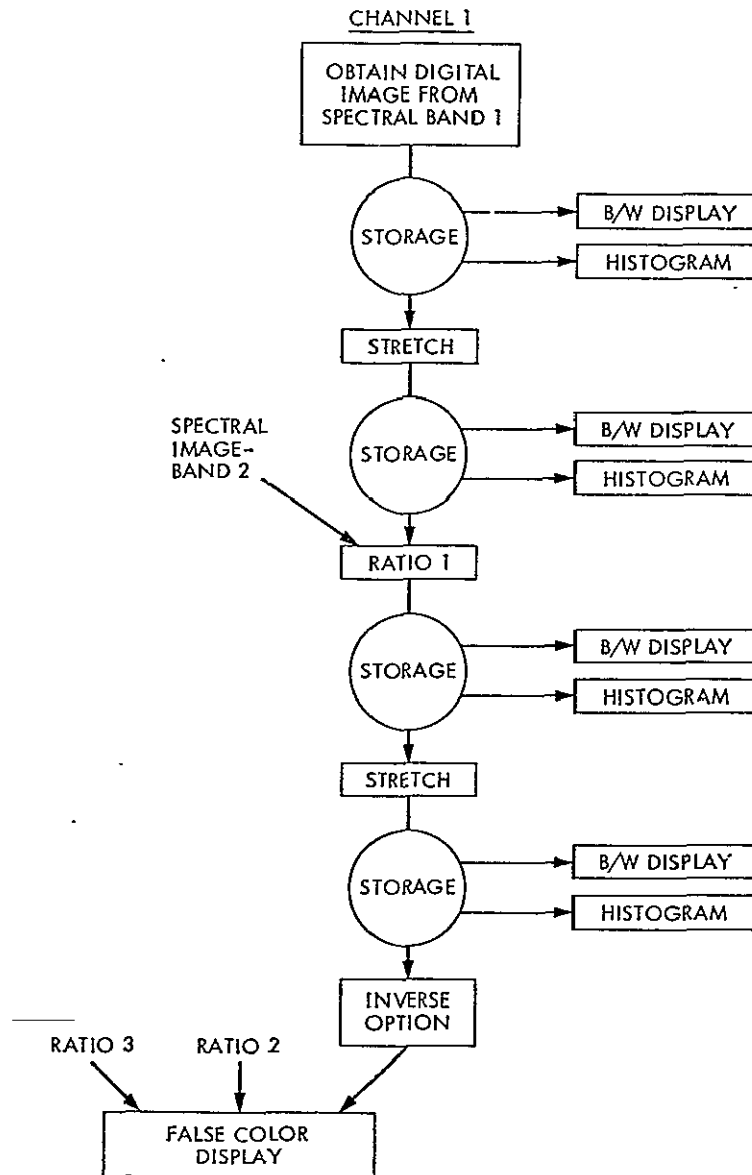 CHANNEL 1
OBTAIN DIGITAL
IMAGE FROM
SPECTRAL BAND 1
STORAGE
B/W DISPLAY
HISTOGRAM
STRETCH
SPECTRAL
IMAGE-
BAND 2
STORAGE
B/W DISPLAY
HISTOGRAM
RATIO 1
STORAGE
B/W DISPLAY
HISTOGRAM
STRETCH
STORAGE
B/W DISPLAY
HISTOGRAM
INVERSE
OPTION
RATIO 3
RATIO 2
FALSE COLOR
DISPLAY